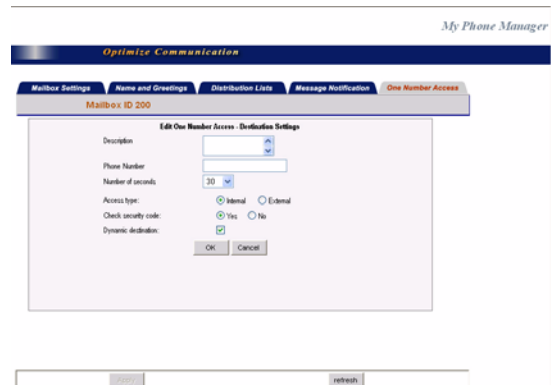 My Phone Manager
Optimize Communication
Mailbox Settings Name and Greetings Distribution Lists Message Notification One Number Access
Mailbox ID 200
Edit One Number Access - Destination Settings
Description
Phone Number
Number of seconds 30
Access type: Internal External
Check security code: Yes No
Dynamic destination:
OK Cancel
Apply refresh